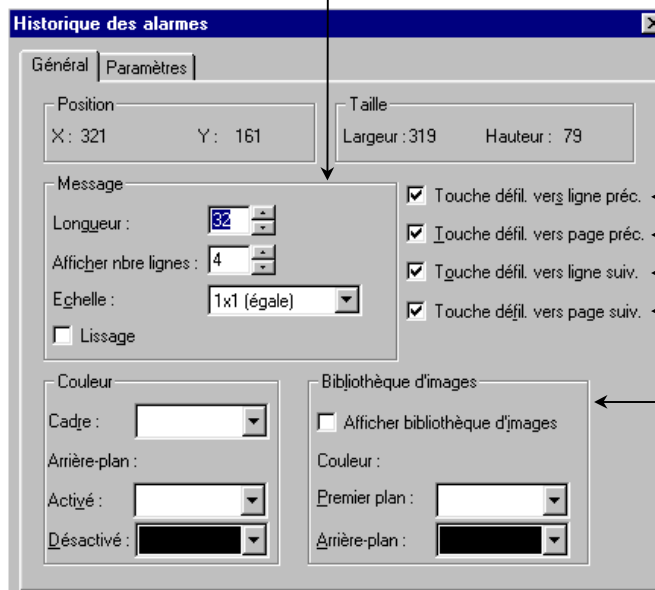 Historique des alarmes
Général Paramètres
Position
X : 321 Y : 161
Taille
Largeur : 319 Hauteur : 79
Message
Longueur : 32
Afficher nbre lignes : 4
Echelle : 1x1 (égale)
Lissage
Touche défil. vers ligne préc.
Touche défil. vers page préc.
Touche défil. vers ligne suiv.
Touche défil. vers page suiv.
Couleur
Cadre :
Arrière-plan :
Activé :
Désactivé :
Bibliothèque d'images
Afficher bibliothèque d'images
Couleur :
Premier plan :
Arrière-plan :